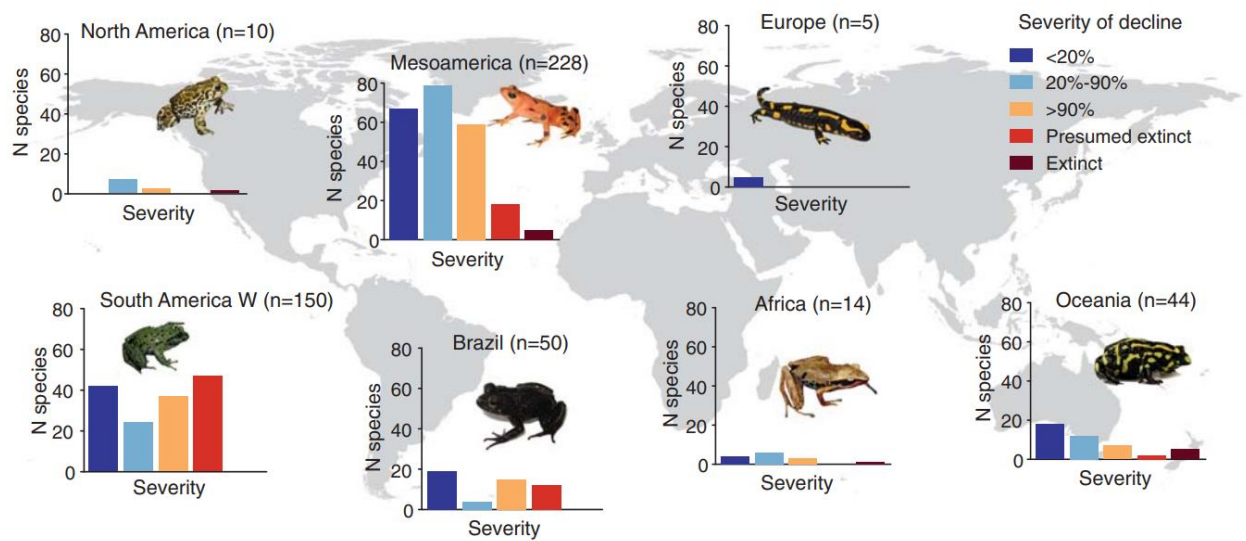 North America (n=10)
80
60
40
20
0
N species
Severity
Mesoamerica (n=228)
80
60
40
20
0
N species
Severity
Europe (n=5)
80
60
40
20
0
N species
Severity
Severity of decline
<20%
20%-90%
>90%
Presumed extinct
Extinct
South America W (n=150)
80
60
40
20
0
N species
Severity
Brazil (n=50)
80
60
40
20
0
N species
Severity
Africa (n=14)
80
60
40
20
0
N species
Severity
Oceania (n=44)
80
60
40
20
0
N species
Severity